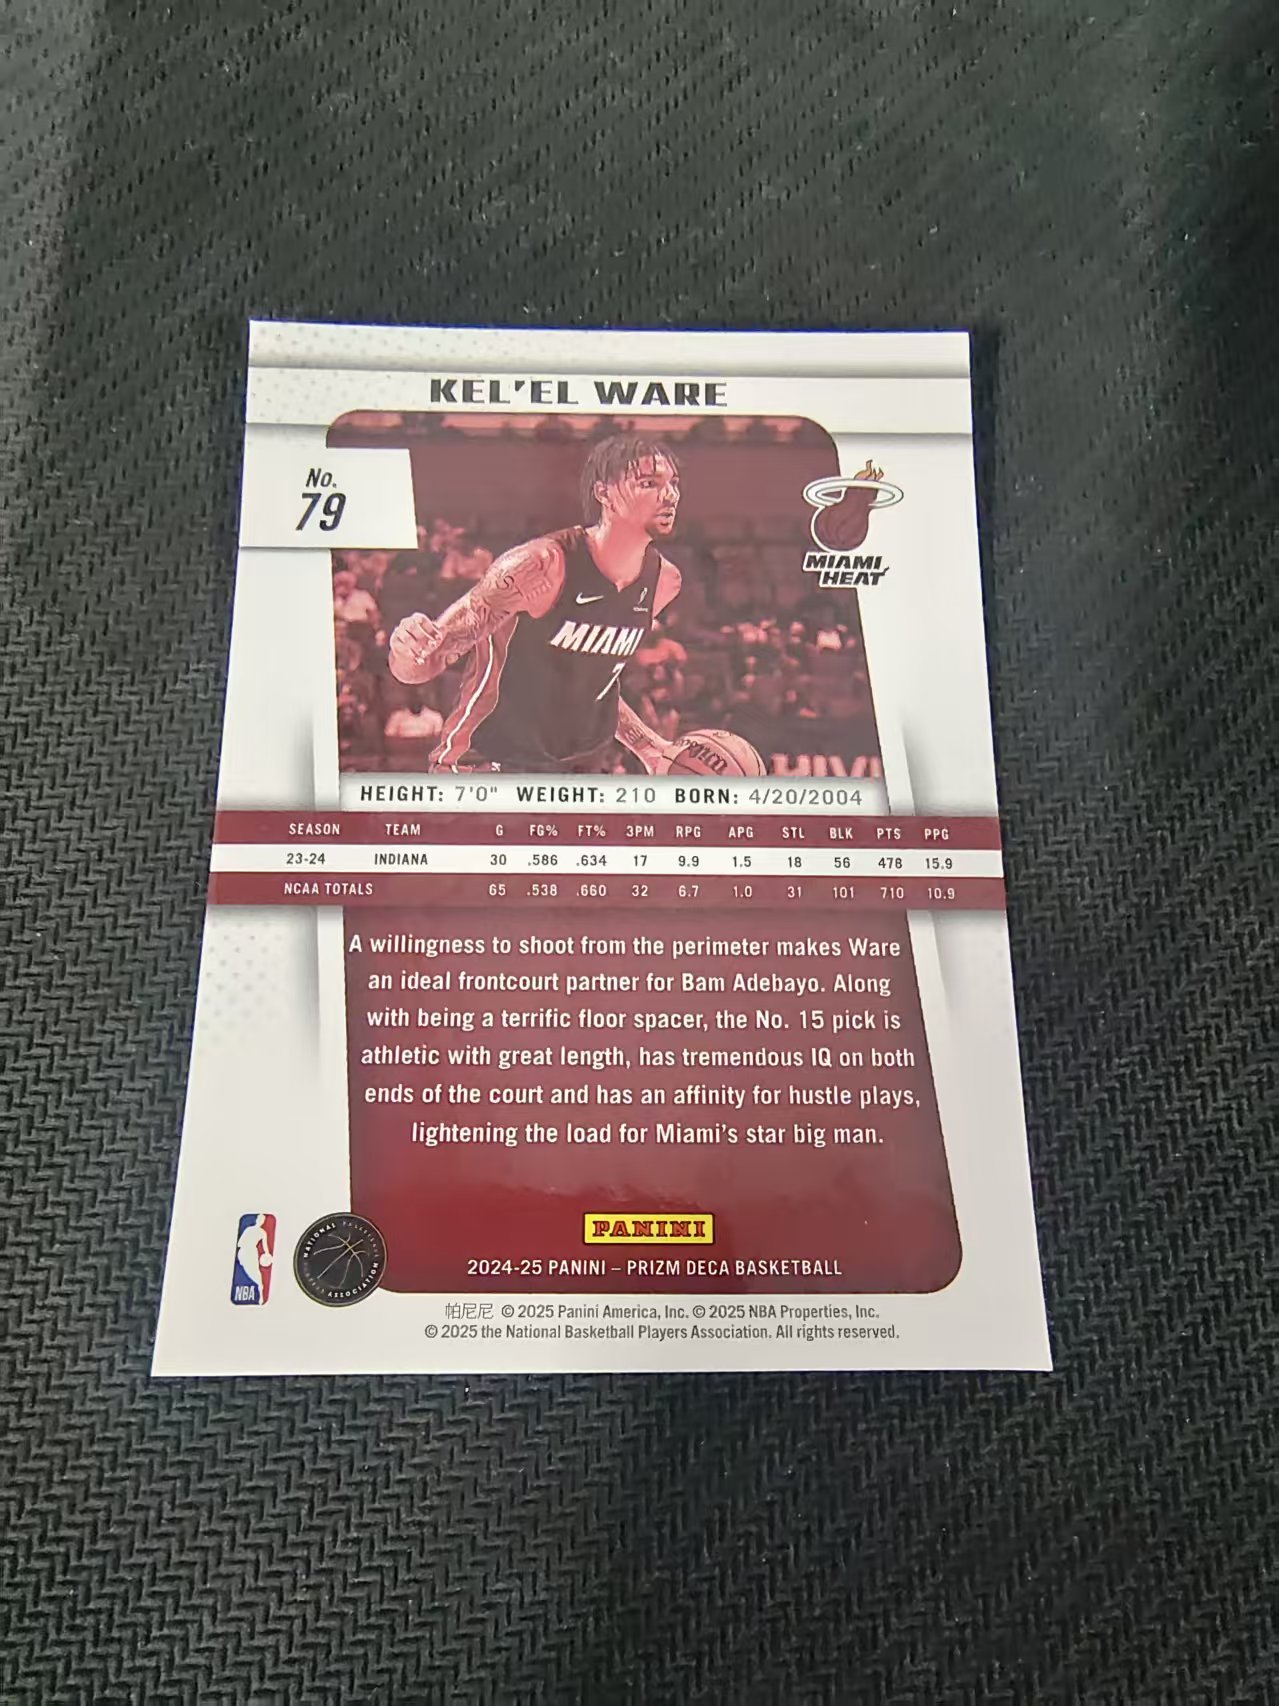 KEL'EL WARE
No.
79
MIAMI
HEAT
MIAMI
7
HEIGHT: 7'0" WEIGHT: 210 BORN: 4/20/2004
SEASON TEAM G FG% FT% 3PM RPG APG STL BLK PTS PPG
23-24 INDIANA 30 .586 .634 17 9.9 1.5 18 56 478 15.9
NCAA TOTALS 65 .538 .660 32 6.7 1.0 31 101 710 10.9
A willingness to shoot from the perimeter makes Ware
an ideal frontcourt partner for Bam Adebayo. Along
with being a terrific floor spacer, the No. 15 pick is
athletic with great length, has tremendous IQ on both
ends of the court and has an affinity for hustle plays,
lightening the load for Miami's star big man.
PANINI
2024-25 PANINI – PRIZM DECA BASKETBALL
NBA
NATIONAL BASKETBALL PLAYERS ASSOCIATION
帕尼尼 © 2025 Panini America, Inc. © 2025 NBA Properties, Inc.
© 2025 the National Basketball Players Association. All rights reserved.